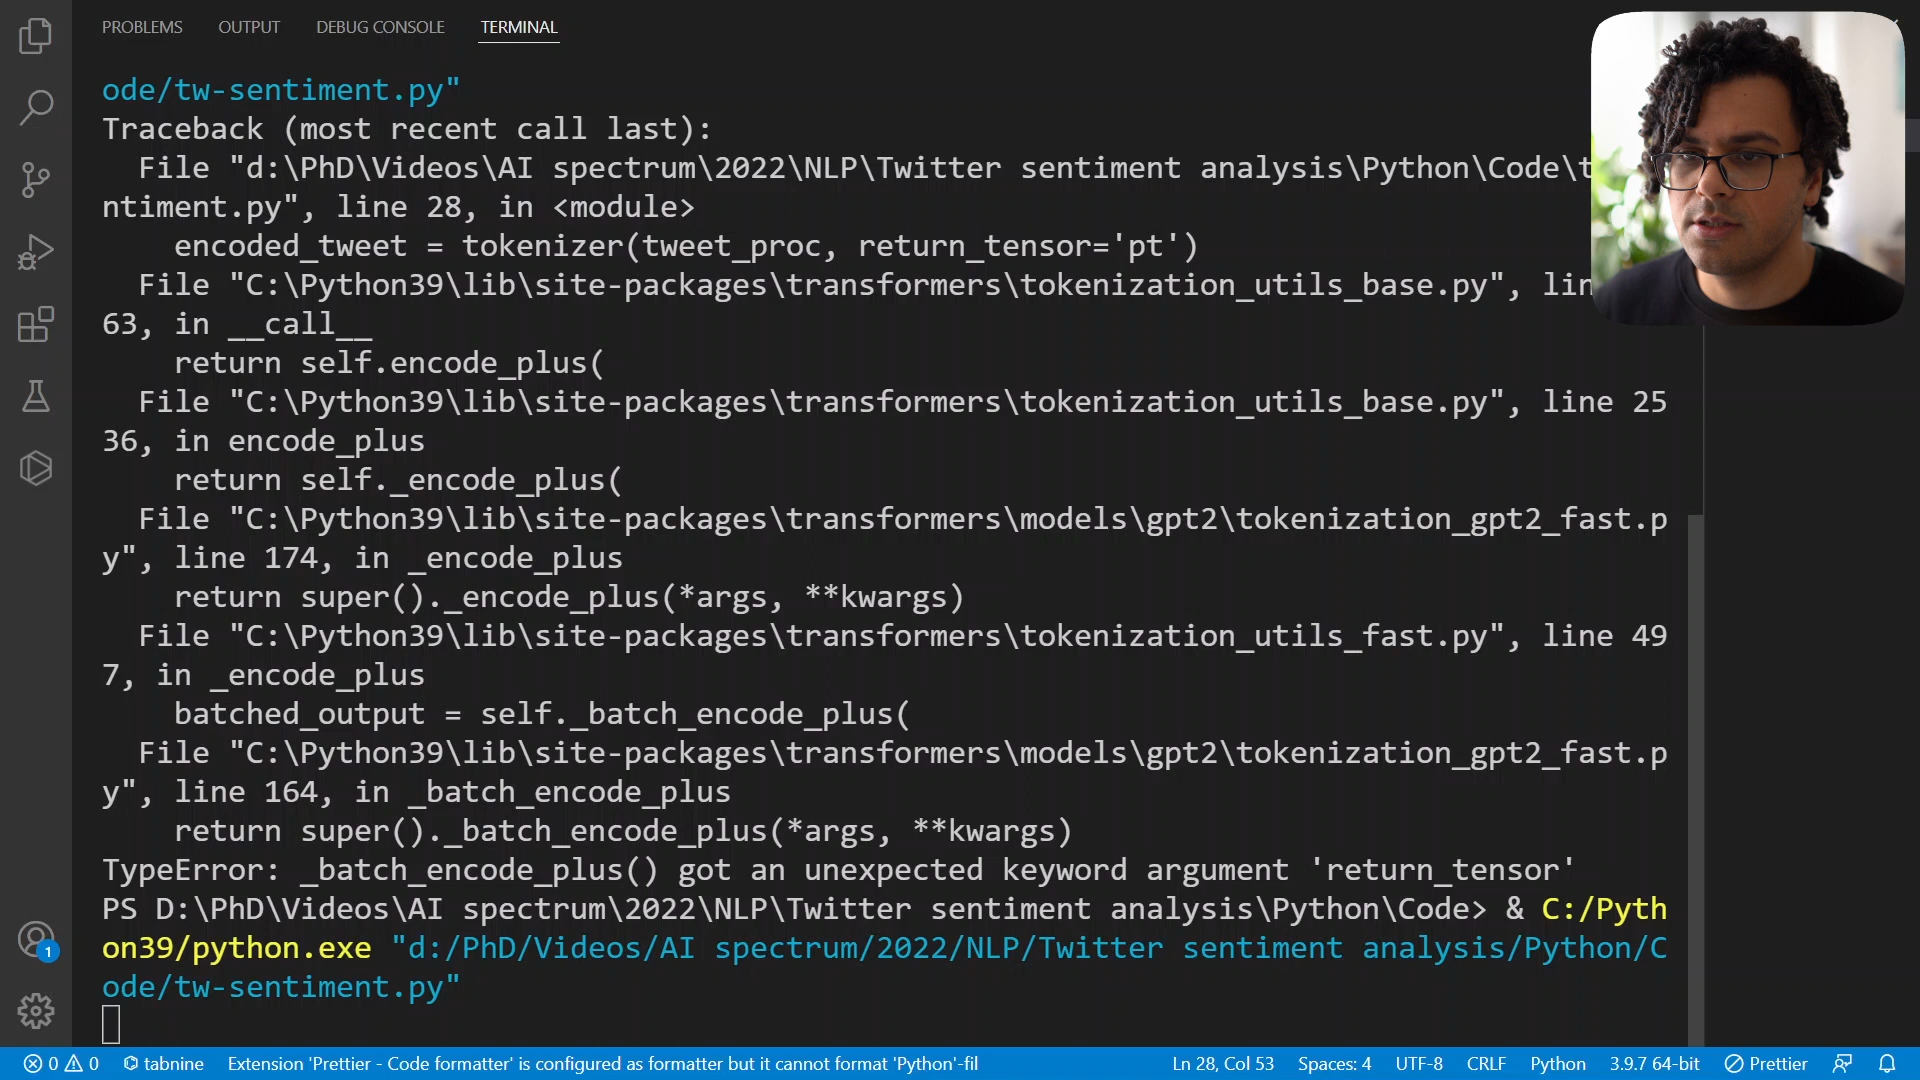 PROBLEMS OUTPUT DEBUG CONSOLE TERMINAL
ode/tw-sentiment.py"
Traceback (most recent call last):
  File "d:\PhD\Videos\AI spectrum\2022\NLP\Twitter sentiment analysis\Python\Code\t
ntiment.py", line 28, in <module>
    encoded_tweet = tokenizer(tweet_proc, return_tensor='pt')
  File "C:\Python39\lib\site-packages\transformers\tokenization_utils_base.py", lin
63, in __call__
    return self.encode_plus(
  File "C:\Python39\lib\site-packages\transformers\tokenization_utils_base.py", line 25
36, in encode_plus
    return self._encode_plus(
  File "C:\Python39\lib\site-packages\transformers\models\gpt2\tokenization_gpt2_fast.p
y", line 174, in _encode_plus
    return super()._encode_plus(*args, **kwargs)
  File "C:\Python39\lib\site-packages\transformers\tokenization_utils_fast.py", line 49
7, in _encode_plus
    batched_output = self._batch_encode_plus(
  File "C:\Python39\lib\site-packages\transformers\models\gpt2\tokenization_gpt2_fast.p
y", line 164, in _batch_encode_plus
    return super()._batch_encode_plus(*args, **kwargs)
TypeError: _batch_encode_plus() got an unexpected keyword argument 'return_tensor'
PS D:\PhD\Videos\AI spectrum\2022\NLP\Twitter sentiment analysis\Python\Code> & C:/Pyth
on39/python.exe "d:/PhD/Videos/AI spectrum/2022/NLP/Twitter sentiment analysis/Python/C
ode/tw-sentiment.py"
1
0 0 tabnine Extension 'Prettier - Code formatter' is configured as formatter but it cannot format 'Python'-fil Ln 28, Col 53 Spaces: 4 UTF-8 CRLF Python 3.9.7 64-bit Prettier